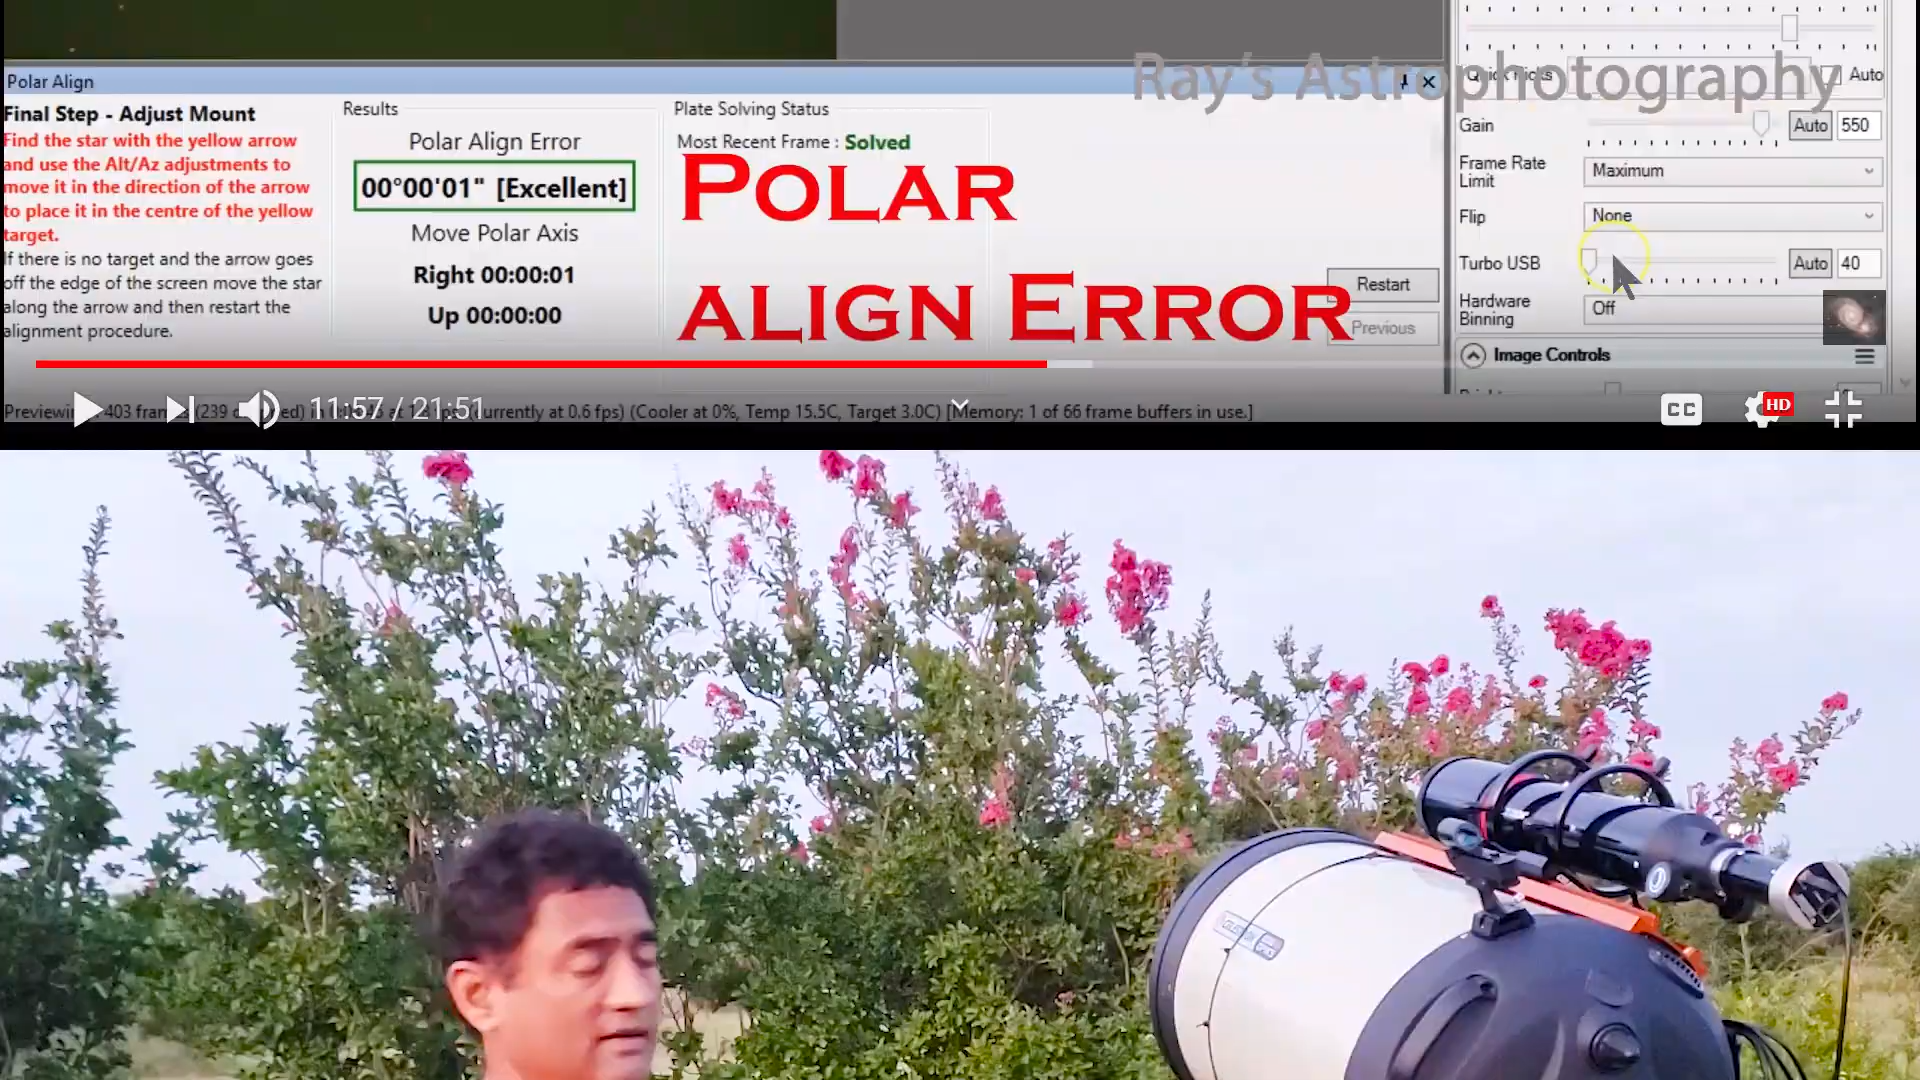 Ray's Astrophotography
Polar Align
Final Step - Adjust Mount
Find the star with the yellow arrow
and use the Alt/Az adjustments to
move it in the direction of the arrow
to place it in the centre of the yellow
target.
If there is no target and the arrow goes
off the edge of the screen move the star
along the arrow and then restart the
alignment procedure.
Results
Polar Align Error
00°00'01" [Excellent]
Move Polar Axis
Right 00:00:01
Up 00:00:00
Plate Solving Status
Most Recent Frame : Solved
POLAR
ALIGN ERROR
Restart
Previous
Auto
Gain
Auto
550
Frame Rate
Limit
Maximum
Flip
None
Turbo USB
Auto
40
Hardware
Binning
Off
Image Controls
11:57 / 21:51
(Cooler at 0%, Temp 15.5C, Target 3.0C) [Memory: 1 of 66 frame buffers in use.]
CC
HD
CELESTRON